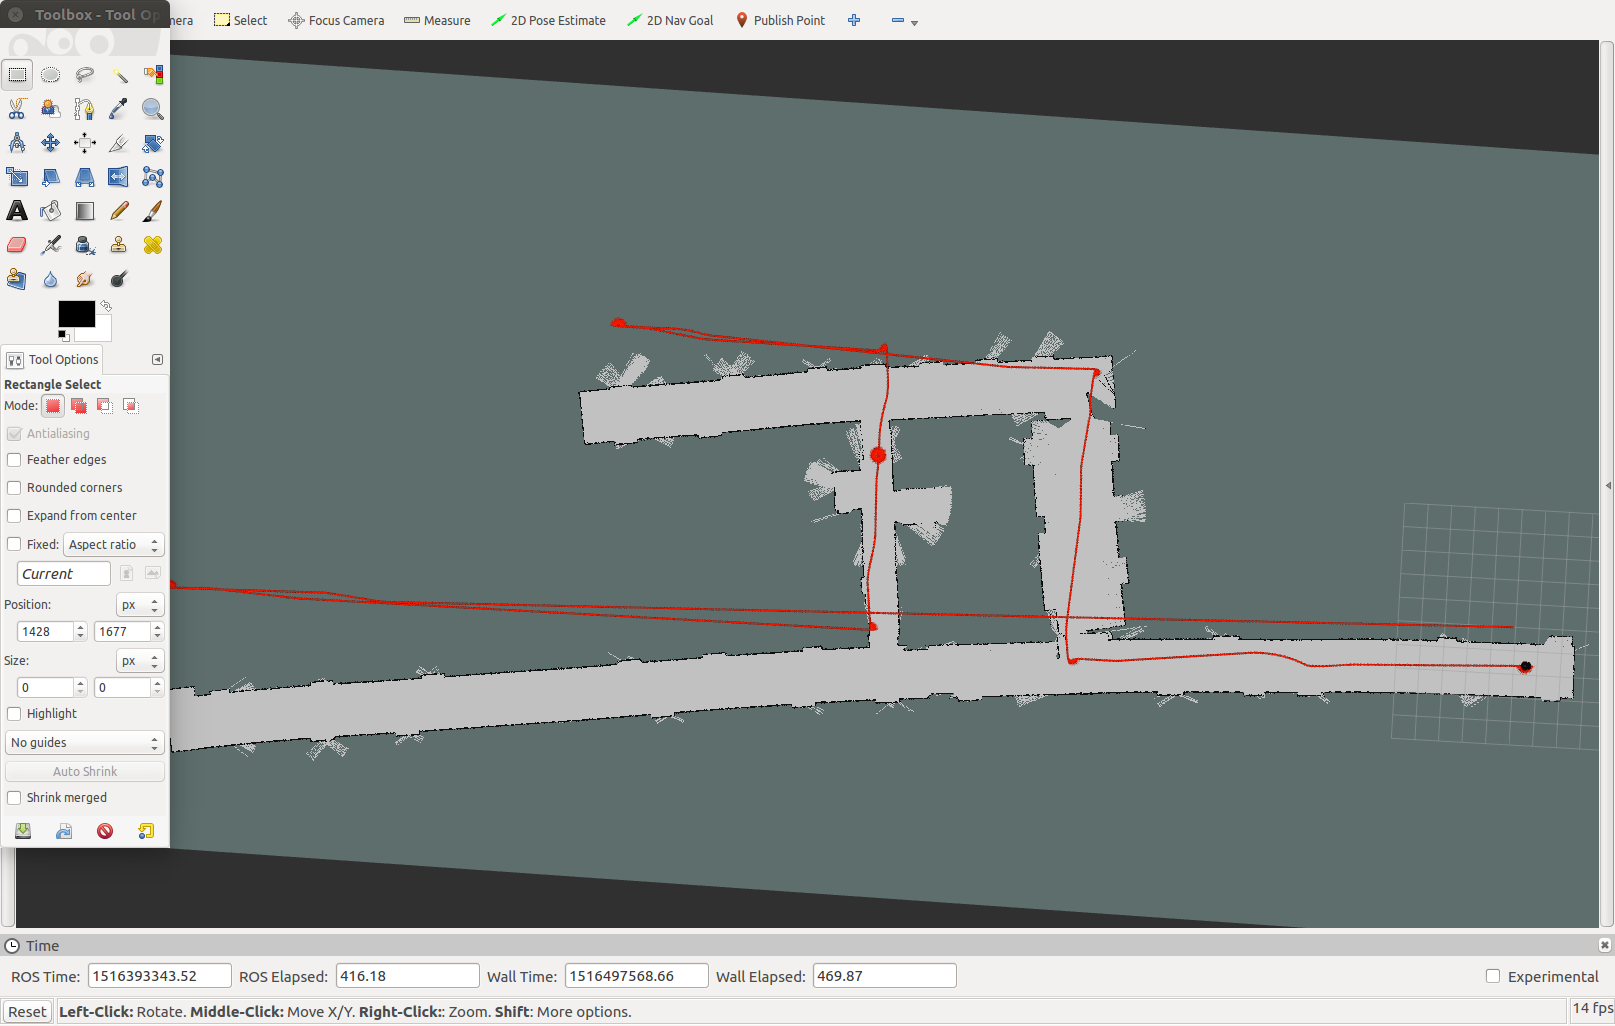 Toolbox - Tool Op
mera
Select
Focus Camera
Measure
2D Pose Estimate
2D Nav Goal
Publish Point
Tool Options
Rectangle Select
Mode:
Antialiasing
Feather edges
Rounded corners
Expand from center
Fixed: Aspect ratio
Current
Position: px
1428 1677
Size: px
0 0
Highlight
No guides
Auto Shrink
Shrink merged
Time
ROS Time: 1516393343.52 ROS Elapsed: 416.18 Wall Time: 1516497568.66 Wall Elapsed: 469.87 Experimental
Reset Left-Click: Rotate. Middle-Click: Move X/Y. Right-Click:: Zoom. Shift: More options. 14 fps